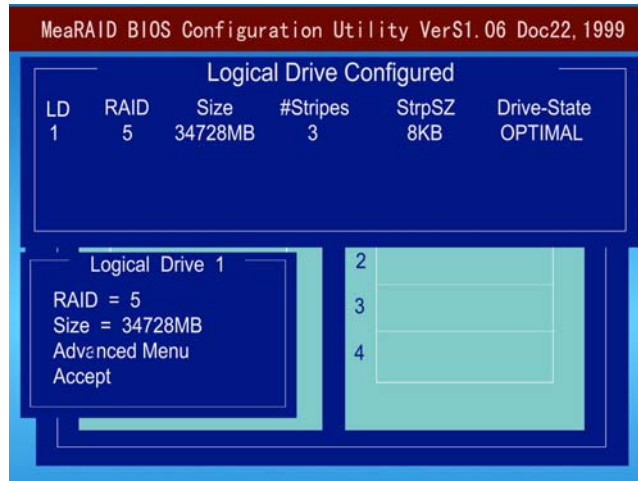 MeaRAID BIOS Configuration Utility VerS1.06 Doc22,1999
Logical Drive Configured
LD RAID Size #Stripes StrpSZ Drive-State
1 5 34728MB 3 8KB OPTIMAL
Logical Drive 1
RAID = 5
Size = 34728MB
Advanced Menu
Accept
2
3
4